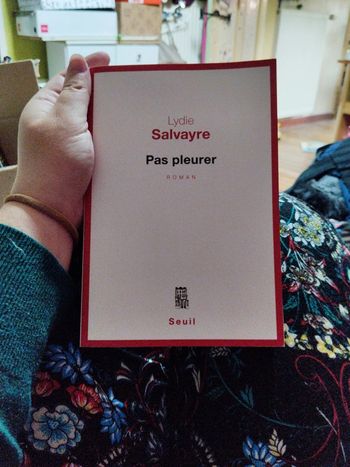 Lydie
Salvayre
Pas pleurer
ROMAN
Seuil